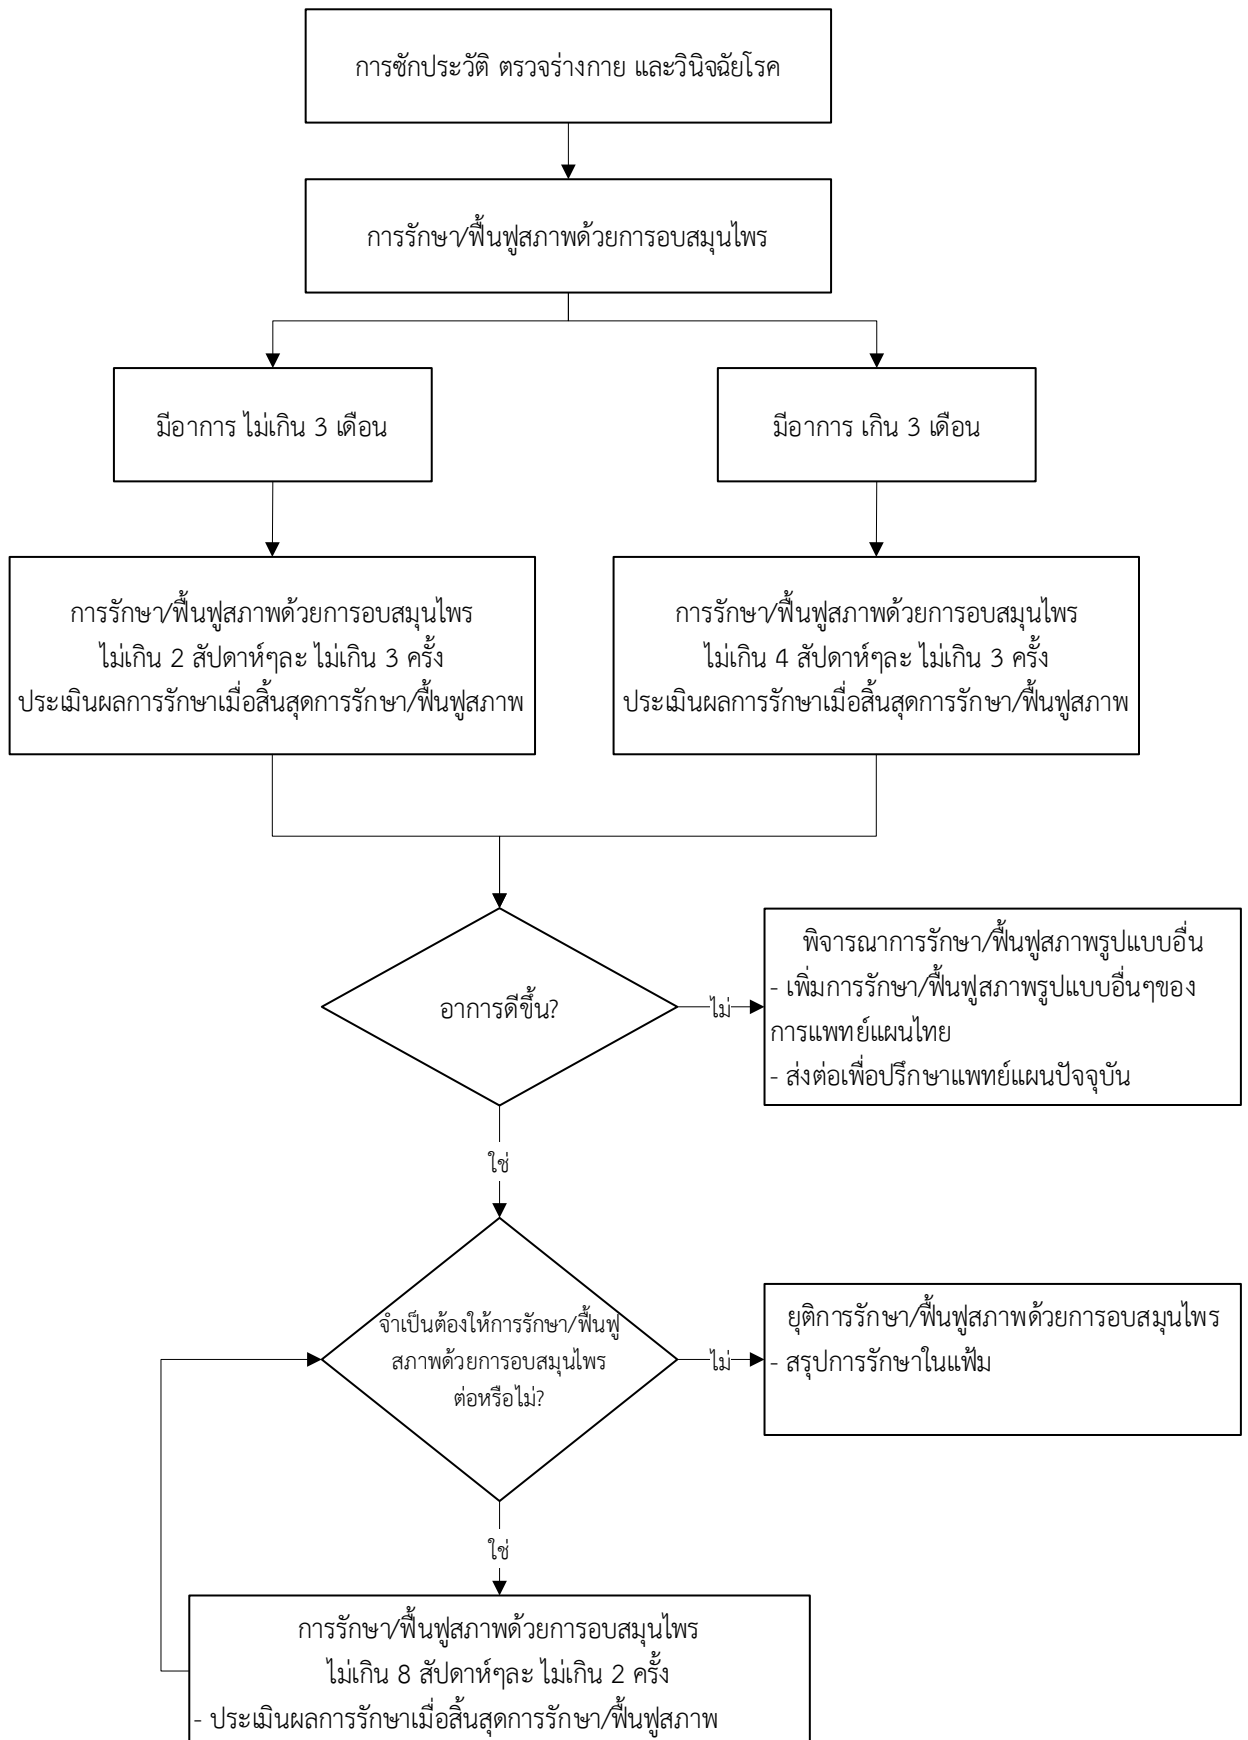 การซักประวัติ ตรวจร่างกาย และวินิจฉัยโรค
การรักษา/ฟื้นฟูสภาพด้วยการอบสมุนไพร
มีอาการ ไม่เกิน 3 เดือน
มีอาการ เกิน 3 เดือน
การรักษา/ฟื้นฟูสภาพด้วยการอบสมุนไพร
ไม่เกิน 2 สัปดาห์ๆละ ไม่เกิน 3 ครั้ง
ประเมินผลการรักษาเมื่อสิ้นสุดการรักษา/ฟื้นฟูสภาพ
การรักษา/ฟื้นฟูสภาพด้วยการอบสมุนไพร
ไม่เกิน 4 สัปดาห์ๆละ ไม่เกิน 3 ครั้ง
ประเมินผลการรักษาเมื่อสิ้นสุดการรักษา/ฟื้นฟูสภาพ
อาการดีขึ้น?
ไม่
พิจารณาการรักษา/ฟื้นฟูสภาพรูปแบบอื่น
- เพิ่มการรักษา/ฟื้นฟูสภาพรูปแบบอื่นๆของ
การแพทย์แผนไทย
- ส่งต่อเพื่อปรึกษาแพทย์แผนปัจจุบัน
ใช่
จำเป็นต้องให้การรักษา/ฟื้นฟู
สภาพด้วยการอบสมุนไพร
ต่อหรือไม่?
ไม่
ยุติการรักษา/ฟื้นฟูสภาพด้วยการอบสมุนไพร
- สรุปการรักษาในแฟ้ม
ใช่
การรักษา/ฟื้นฟูสภาพด้วยการอบสมุนไพร
ไม่เกิน 8 สัปดาห์ๆละ ไม่เกิน 2 ครั้ง
- ประเมินผลการรักษาเมื่อสิ้นสุดการรักษา/ฟื้นฟูสภาพ